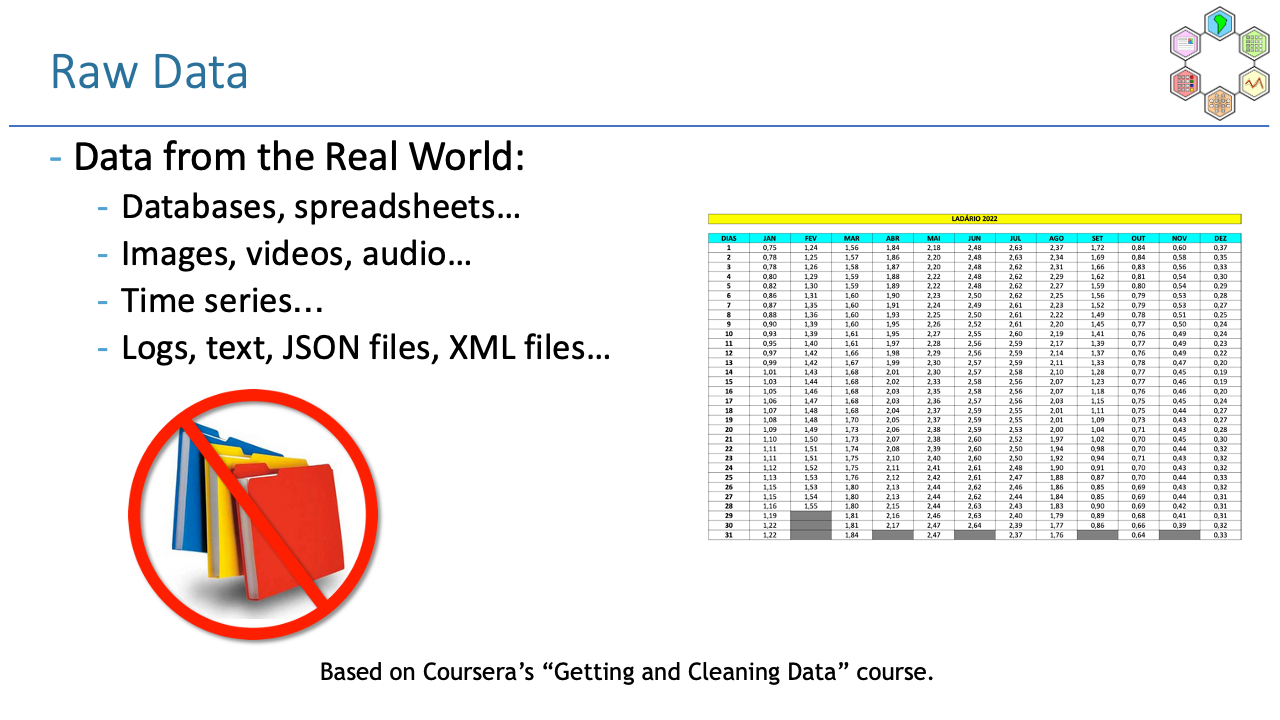 Raw Data
- Data from the Real World:
- Databases, spreadsheets…
- Images, videos, audio…
- Time series…
- Logs, text, JSON files, XML files…
LADÁRIO 2022
DIAS JAN FEV MAR ABR MAI JUN JUL AGO SET OUT NOV DEZ
1 0,75 1,24 1,56 1,84 2,18 2,48 2,63 2,37 1,72 0,84 0,60 0,37
2 0,78 1,25 1,57 1,86 2,20 2,48 2,63 2,34 1,69 0,84 0,58 0,35
3 0,78 1,26 1,58 1,87 2,20 2,48 2,62 2,31 1,66 0,83 0,56 0,33
4 0,80 1,29 1,59 1,88 2,22 2,48 2,62 2,29 1,62 0,81 0,54 0,30
5 0,82 1,30 1,59 1,89 2,22 2,48 2,62 2,27 1,59 0,80 0,54 0,29
6 0,86 1,31 1,60 1,90 2,23 2,50 2,62 2,25 1,56 0,79 0,53 0,28
7 0,87 1,35 1,60 1,91 2,24 2,49 2,61 2,23 1,52 0,79 0,53 0,27
8 0,88 1,36 1,60 1,93 2,25 2,50 2,61 2,22 1,49 0,78 0,51 0,25
9 0,90 1,39 1,60 1,95 2,26 2,52 2,61 2,20 1,45 0,77 0,50 0,24
10 0,93 1,39 1,61 1,95 2,27 2,55 2,60 2,19 1,41 0,76 0,49 0,24
11 0,95 1,40 1,61 1,97 2,28 2,56 2,59 2,17 1,39 0,77 0,49 0,23
12 0,97 1,42 1,66 1,98 2,29 2,56 2,59 2,14 1,37 0,76 0,49 0,22
13 0,99 1,42 1,67 1,99 2,30 2,57 2,59 2,11 1,33 0,78 0,47 0,20
14 1,01 1,43 1,68 2,01 2,30 2,57 2,58 2,10 1,28 0,77 0,45 0,19
15 1,03 1,44 1,68 2,02 2,33 2,58 2,56 2,07 1,23 0,77 0,46 0,19
16 1,05 1,46 1,68 2,03 2,35 2,58 2,56 2,07 1,18 0,76 0,46 0,20
17 1,06 1,47 1,68 2,03 2,36 2,57 2,56 2,03 1,15 0,75 0,45 0,24
18 1,07 1,48 1,68 2,04 2,37 2,59 2,55 2,01 1,11 0,75 0,44 0,27
19 1,08 1,48 1,70 2,05 2,37 2,59 2,55 2,01 1,09 0,73 0,43 0,27
20 1,09 1,49 1,73 2,06 2,38 2,59 2,53 2,00 1,04 0,71 0,43 0,28
21 1,10 1,50 1,73 2,07 2,38 2,60 2,52 1,97 1,02 0,70 0,45 0,30
22 1,11 1,51 1,74 2,08 2,39 2,60 2,50 1,94 0,98 0,70 0,44 0,32
23 1,11 1,51 1,75 2,10 2,40 2,60 2,50 1,92 0,94 0,71 0,43 0,32
24 1,12 1,52 1,75 2,11 2,41 2,61 2,48 1,90 0,91 0,70 0,43 0,32
25 1,13 1,53 1,76 2,12 2,42 2,61 2,47 1,88 0,87 0,70 0,44 0,33
26 1,15 1,53 1,80 2,13 2,44 2,62 2,46 1,86 0,85 0,69 0,43 0,32
27 1,15 1,54 1,80 2,13 2,44 2,62 2,44 1,84 0,85 0,69 0,44 0,31
28 1,16 1,55 1,80 2,15 2,44 2,63 2,43 1,83 0,90 0,69 0,42 0,31
29 1,19 1,81 2,16 2,46 2,63 2,40 1,79 0,89 0,68 0,41 0,31
30 1,22 1,81 2,17 2,47 2,64 2,39 1,77 0,86 0,66 0,39 0,32
31 1,22 1,84 2,47 2,37 1,76 0,64 0,33
Based on Coursera’s “Getting and Cleaning Data” course.